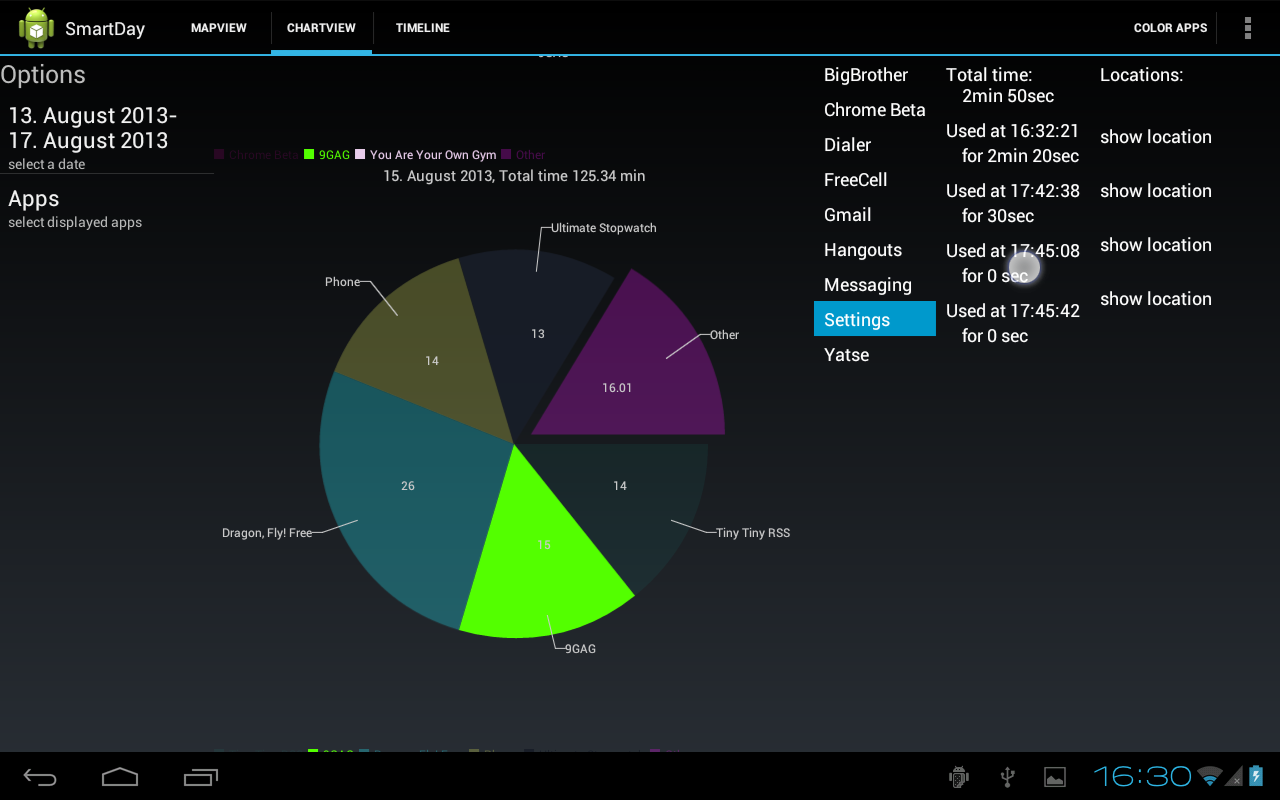 SmartDay
MAPVIEW
CHARTVIEW
TIMELINE
COLOR APPS
Options
13. August 2013-
17. August 2013
select a date
Apps
select displayed apps
Chrome Beta 9GAG You Are Your Own Gym Other
15. August 2013, Total time 125.34 min
Ultimate Stopwatch
Phone
Other
13
14
16.01
26
14
15
Dragon, Fly! Free
Tiny Tiny RSS
9GAG
BigBrother
Chrome Beta
Dialer
FreeCell
Gmail
Hangouts
Messaging
Settings
Yatse
Total time:
2min 50sec
Used at 16:32:21
for 2min 20sec
Used at 17:42:38
for 30sec
Used at 17:45:08
for 0 sec
Used at 17:45:42
for 0 sec
Locations:
show location
show location
show location
show location
16:30